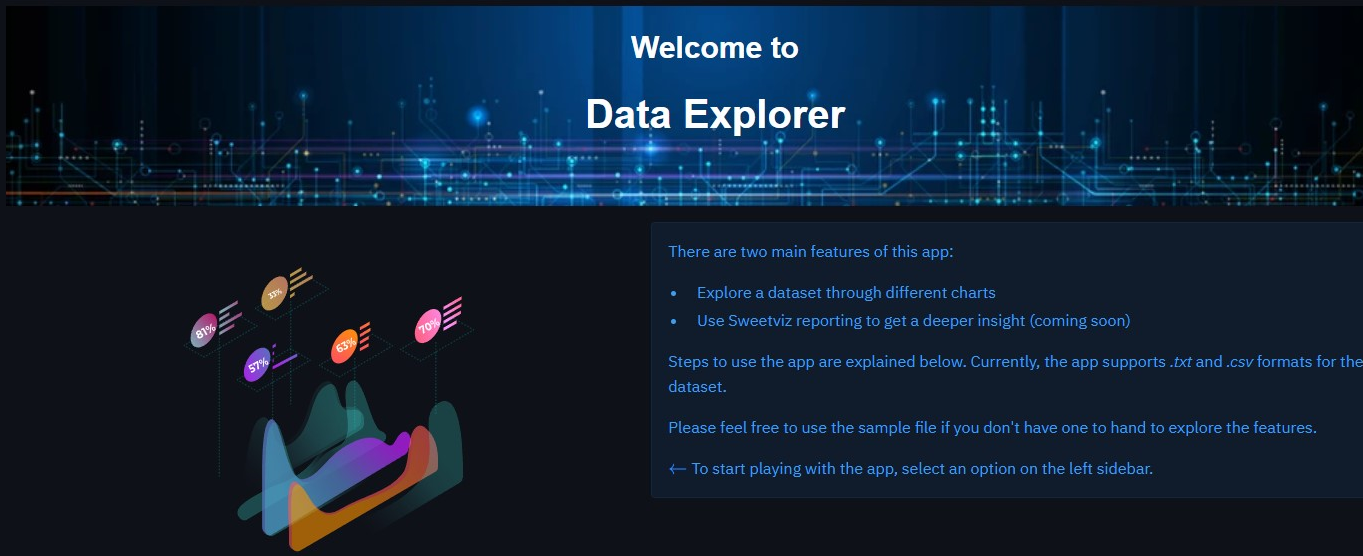 Welcome to
Data Explorer
33%
81%
70%
63%
57%
There are two main features of this app:
• Explore a dataset through different charts
• Use Sweetviz reporting to get a deeper insight (coming soon)
Steps to use the app are explained below. Currently, the app supports .txt and .csv formats for the
dataset.
Please feel free to use the sample file if you don't have one to hand to explore the features.
← To start playing with the app, select an option on the left sidebar.